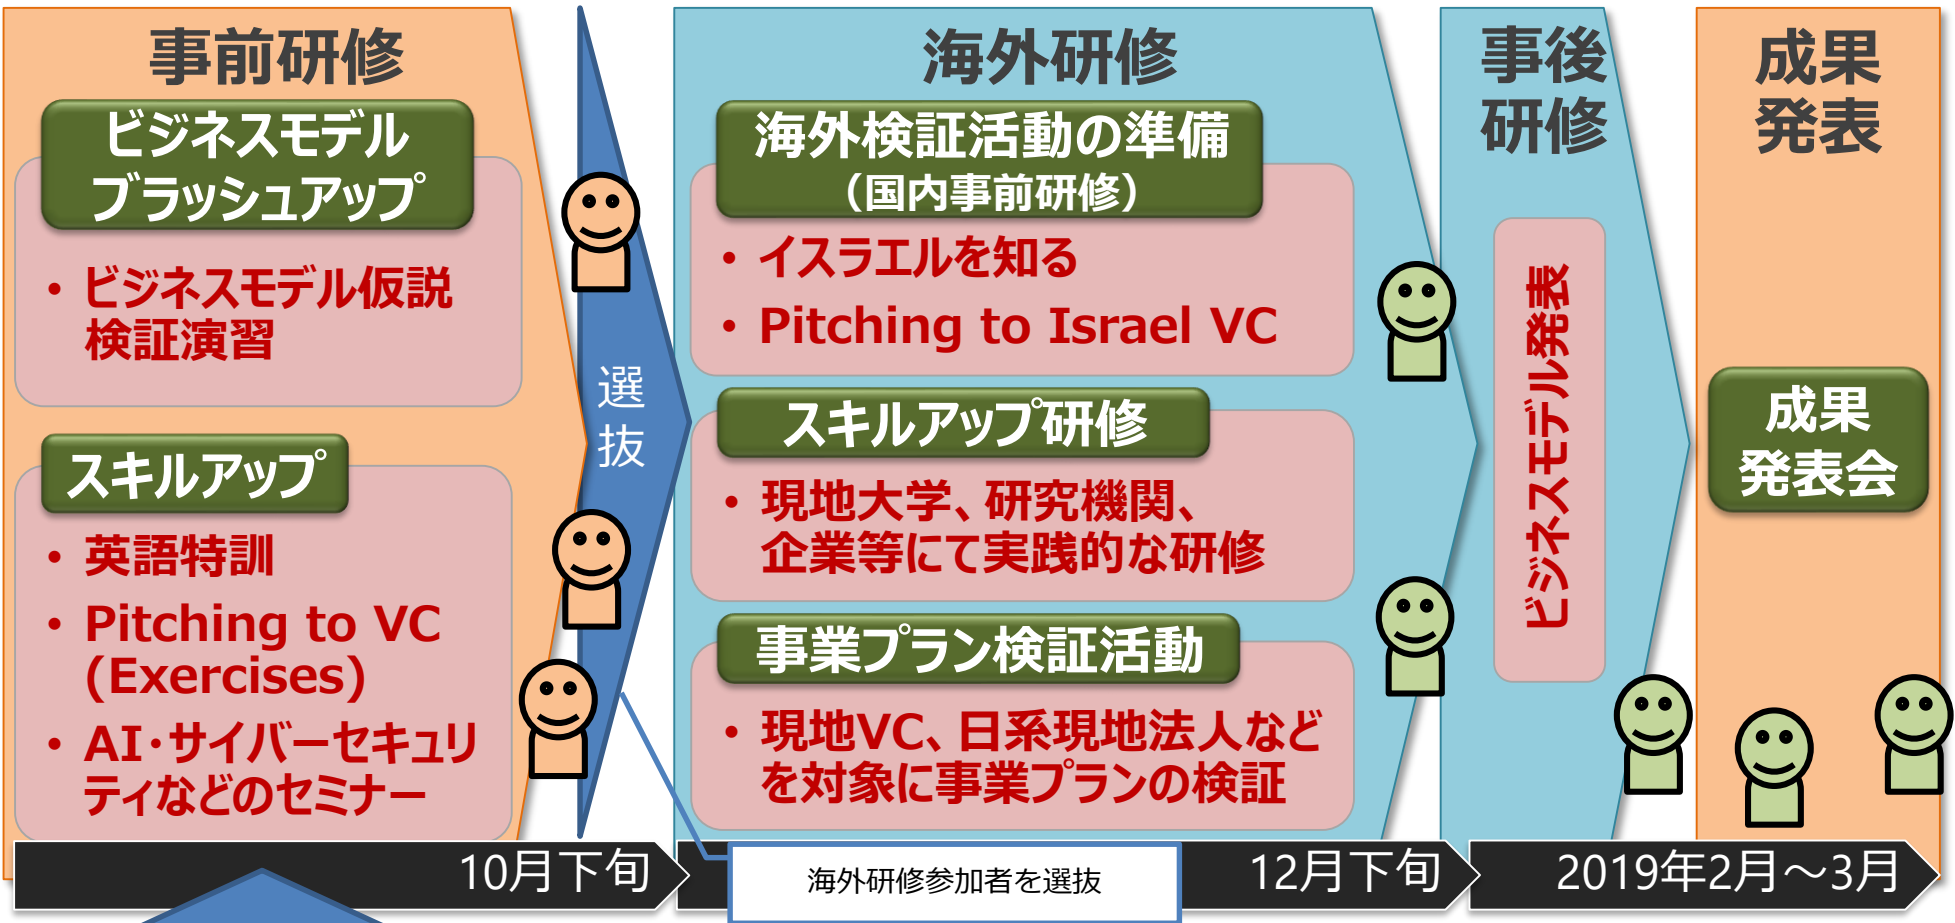 事前研修
ビジネスモデル
ブラッシュアップ
• ビジネスモデル仮説
検証演習
スキルアップ
• 英語特訓
• Pitching to VC
(Exercises)
• AI・サイバーセキュリ
ティなどのセミナー
選
抜
海外研修
海外検証活動の準備
（国内事前研修）
• イスラエルを知る
• Pitching to Israel VC
スキルアップ研修
• 現地大学、研究機関、
企業等にて実践的な研修
事業プラン検証活動
• 現地VC、日系現地法人など
を対象に事業プランの検証
事後
研修
ビジネスモデル発表
成果
発表
成果
発表会
10月下旬
海外研修参加者を選抜
12月下旬
2019年2月～3月